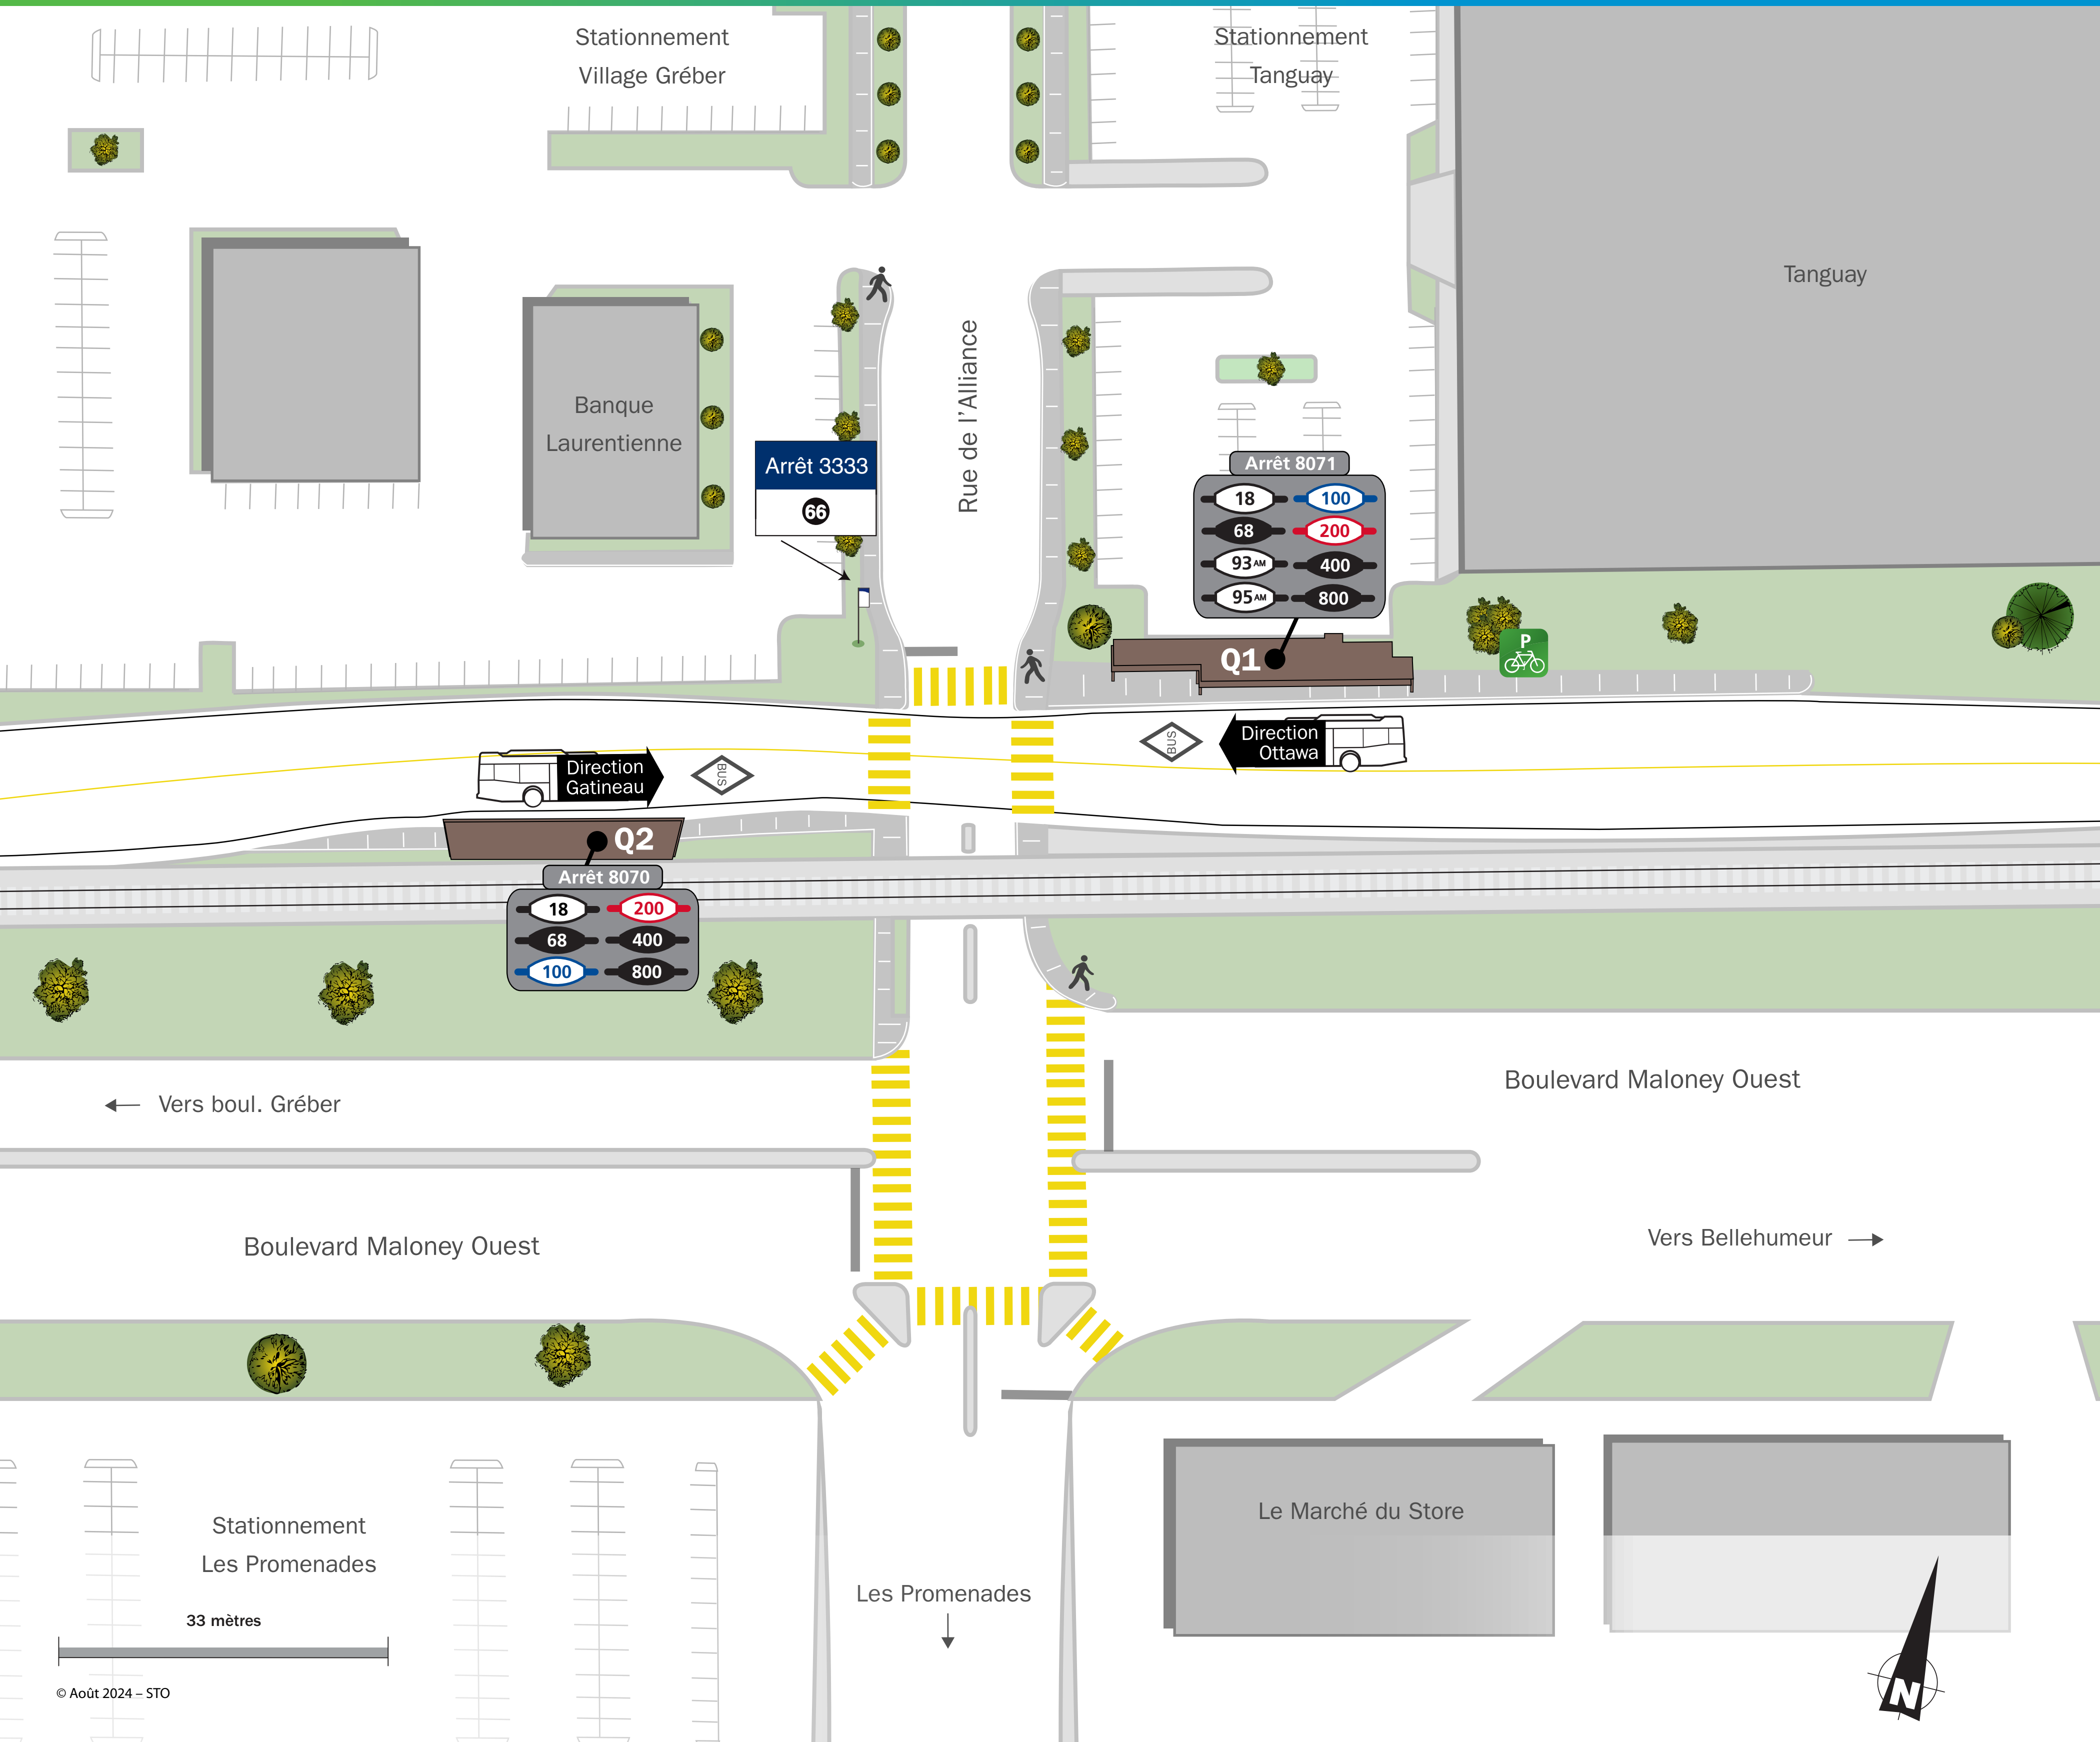 Stationnement
Village Gréber
Stationnement
Tanguay
Tanguay
Banque
Laurentienne
Rue de l'Alliance
Arrêt 3333
66
Arrêt 8071
18 100
68 200
93 AM 400
95 AM 800
Q1
P
BUS
Direction
Ottawa
Direction
Gatineau
BUS
Q2
Arrêt 8070
18 200
68 400
100 800
Vers boul. Gréber
Boulevard Maloney Ouest
Boulevard Maloney Ouest
Vers Bellehumeur
Stationnement
Les Promenades
33 mètres
© Août 2024 – STO
Les Promenades
Le Marché du Store
N